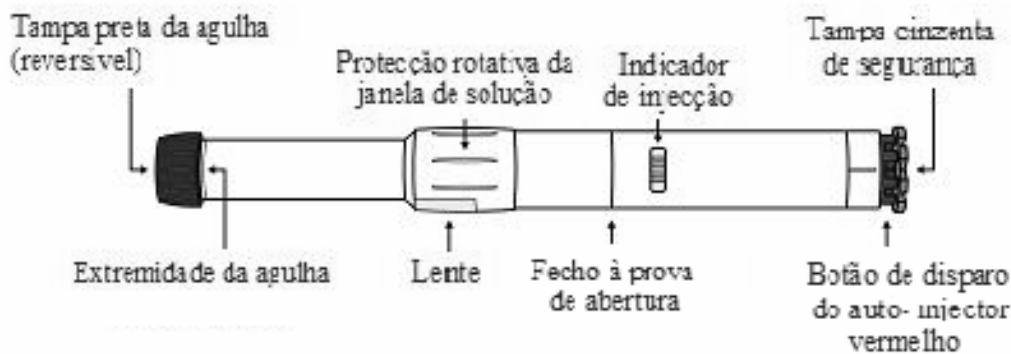 Tampa preta da agulha
(reversível)
Protecção rotativa da
janela de solução
Indicador
de injecção
Tampa cinzenta
de segurança
Extremidade da agulha
Lente
Fecho à prova
de abertura
Botão de disparo
do auto-injector
vermelho